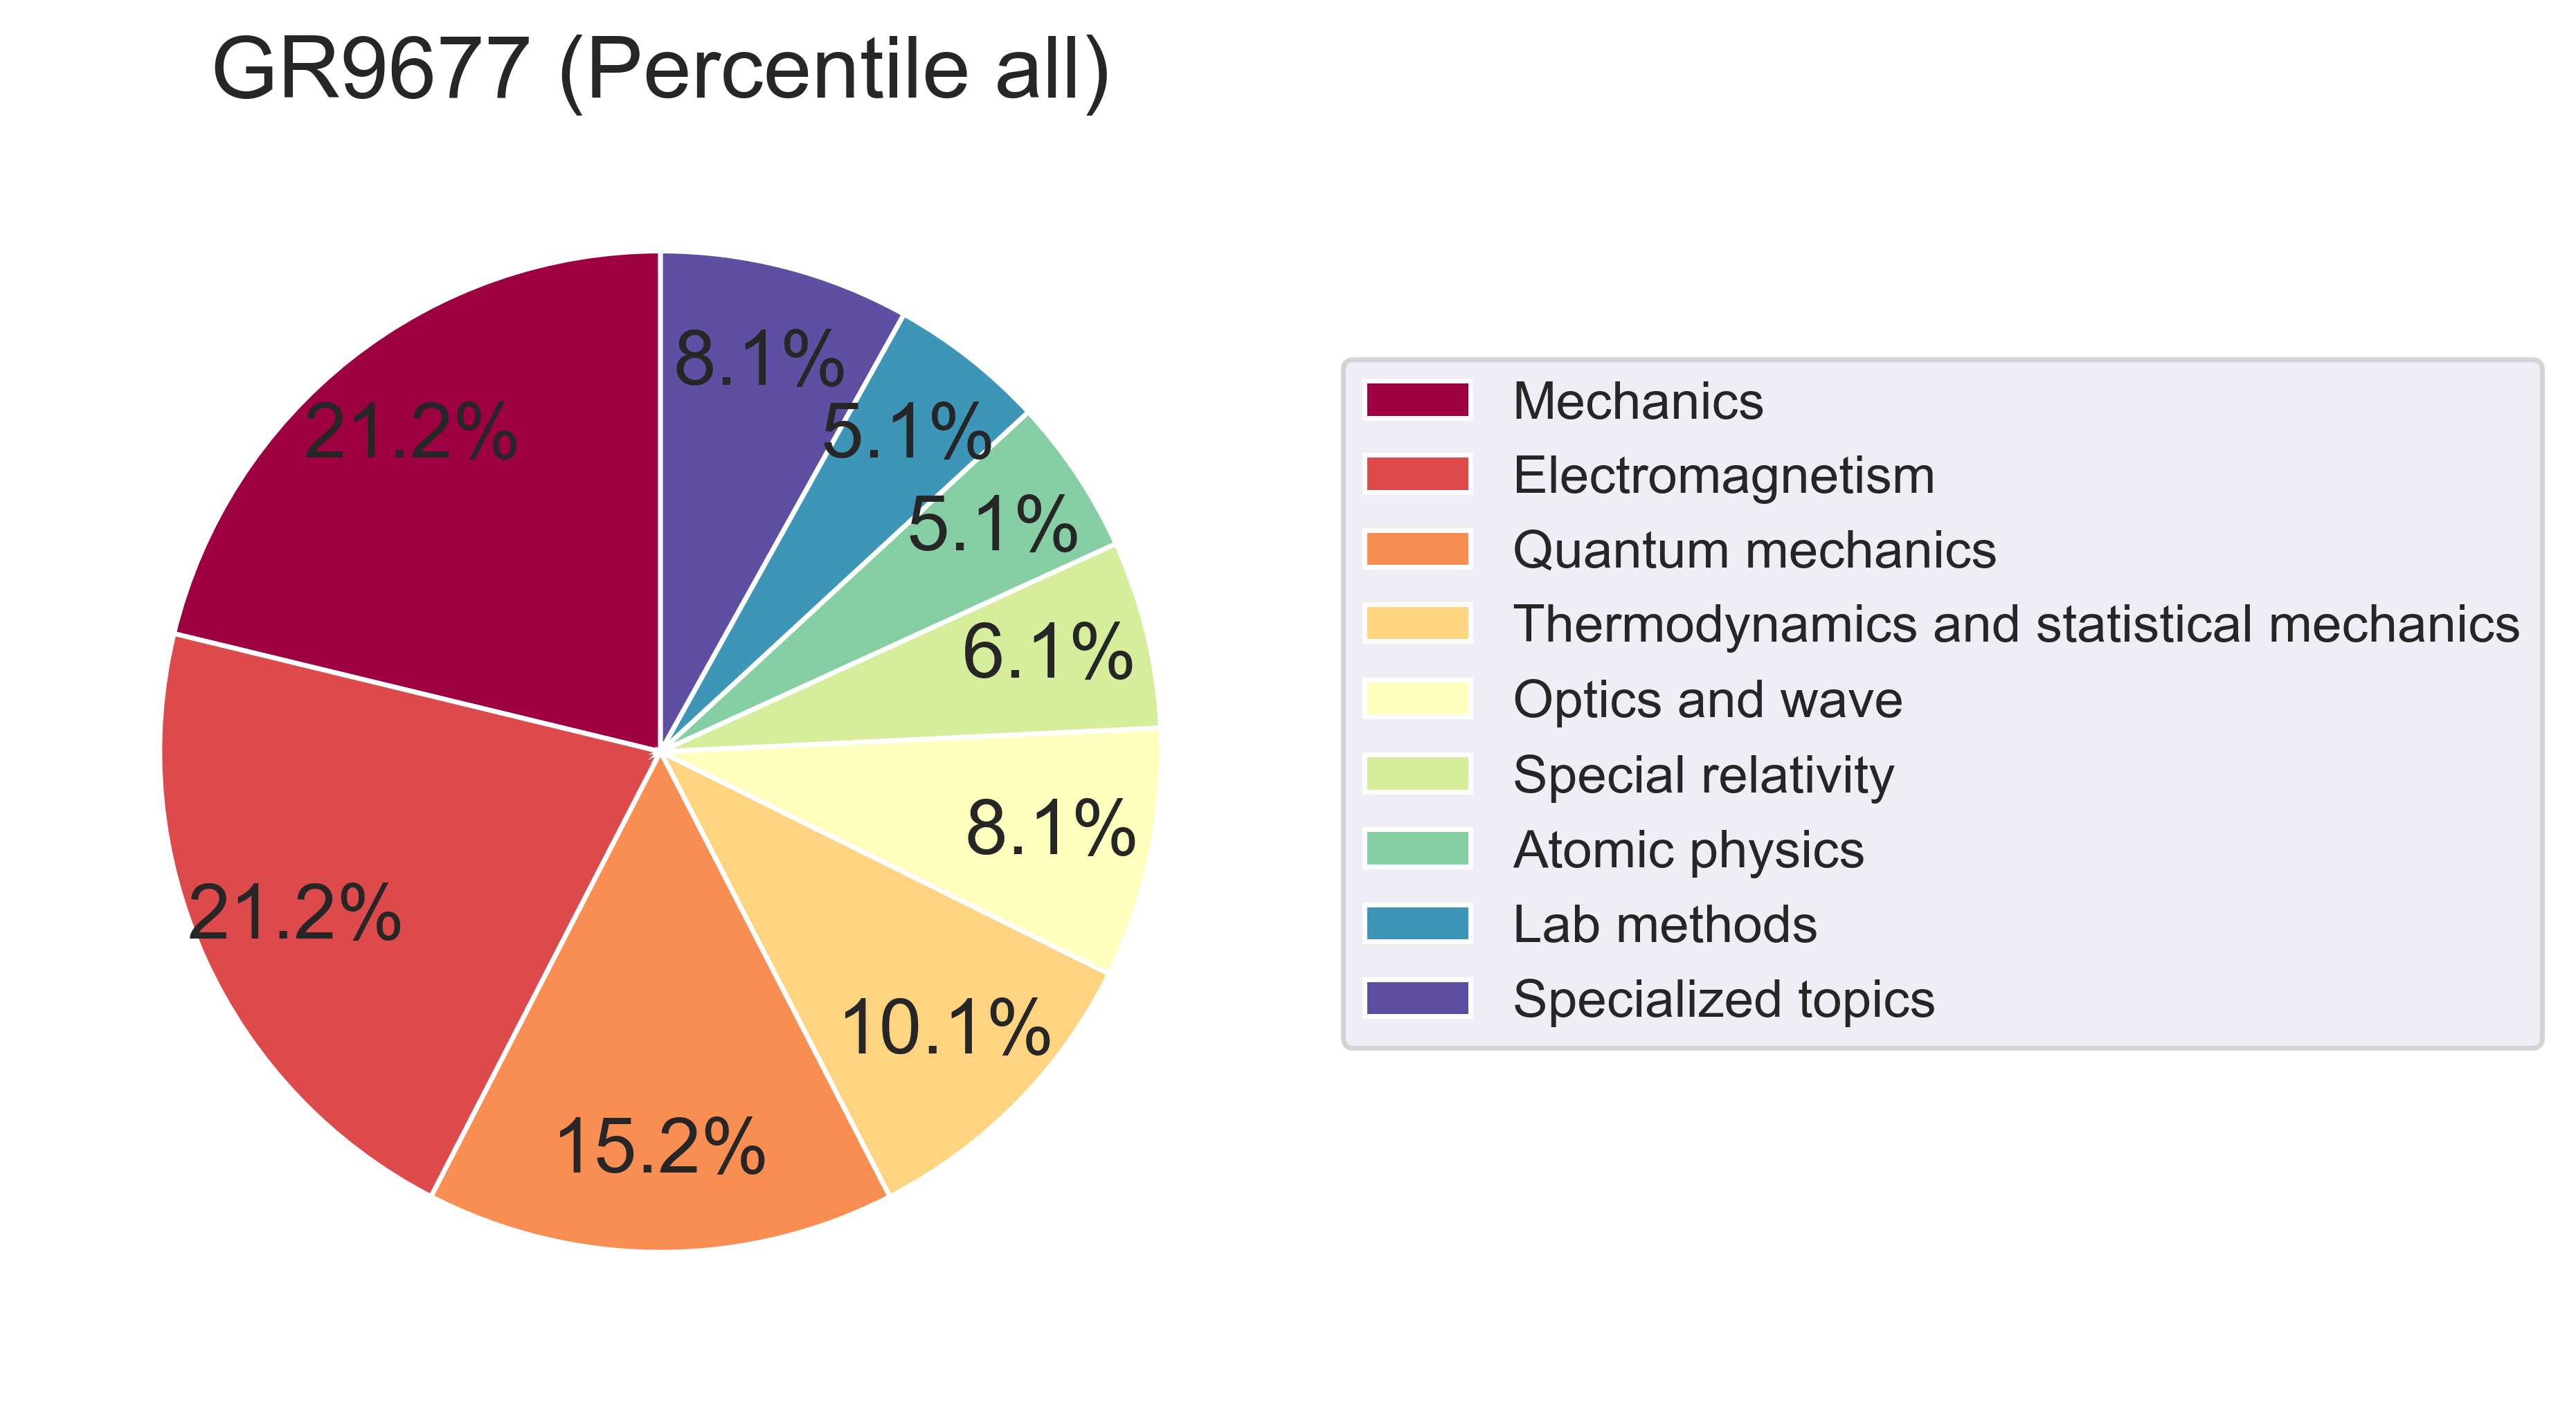 GR9677 (Percentile all)
8.1%
21.2%
5.1%
5.1%
6.1%
8.1%
21.2%
10.1%
15.2%
Mechanics
Electromagnetism
Quantum mechanics
Thermodynamics and statistical mechanics
Optics and wave
Special relativity
Atomic physics
Lab methods
Specialized topics